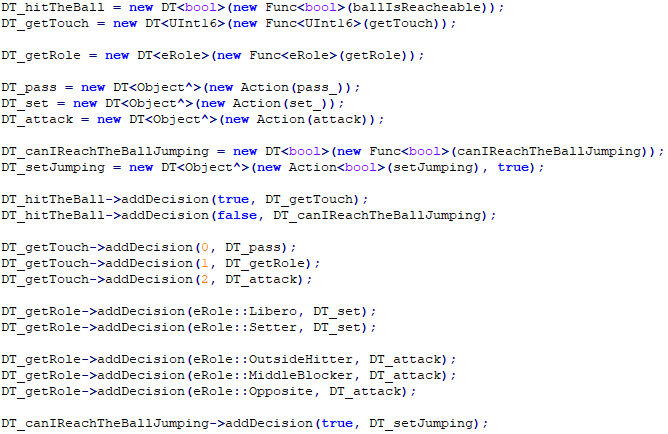 DT_hitTheBall = new DT<bool>(new Func<bool>(ballIsReacheable));
DT_getTouch = new DT<UInt16>(new Func<UInt16>(getTouch));
DT_getRole = new DT<eRole>(new Func<eRole>(getRole));
DT_pass = new DT<Object^>(new Action(pass_));
DT_set = new DT<Object^>(new Action(set_));
DT_attack = new DT<Object^>(new Action(attack));
DT_canIReachTheBallJumping = new DT<bool>(new Func<bool>(canIReachTheBallJumping));
DT_setJumping = new DT<Object^>(new Action<bool>(setJumping), true);
DT_hitTheBall->addDecision(true, DT_getTouch);
DT_hitTheBall->addDecision(false, DT_canIReachTheBallJumping);
DT_getTouch->addDecision(0, DT_pass);
DT_getTouch->addDecision(1, DT_getRole);
DT_getTouch->addDecision(2, DT_attack);
DT_getRole->addDecision(eRole::Libero, DT_set);
DT_getRole->addDecision(eRole::Setter, DT_set);
DT_getRole->addDecision(eRole::OutsideHitter, DT_attack);
DT_getRole->addDecision(eRole::MiddleBlocker, DT_attack);
DT_getRole->addDecision(eRole::Opposite, DT_attack);
DT_canIReachTheBallJumping->addDecision(true, DT_setJumping);